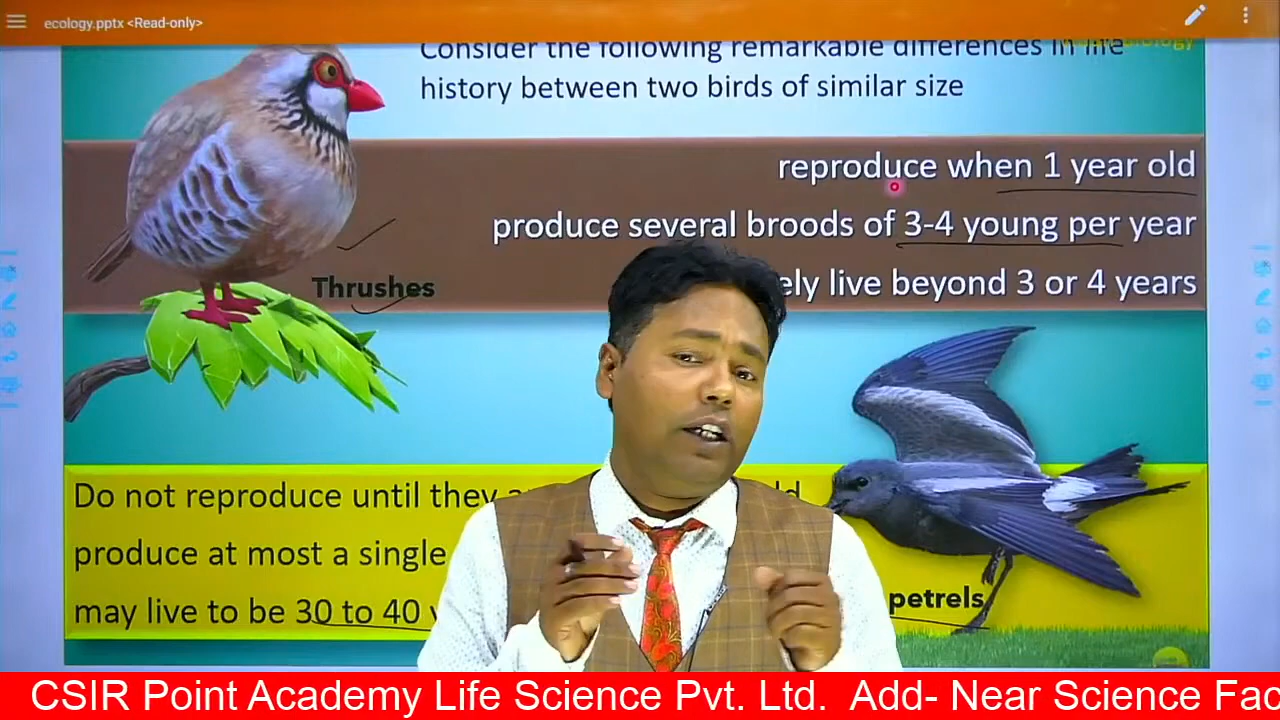 ecology.pptx <Read-only>
Consider the following remarkable differences in life
history between two birds of similar size
reproduce when 1 year old
produce several broods of 3-4 young per year
ely live beyond 3 or 4 years
Thrushes
Do not reproduce until they
produce at most a single
may live to be 30 to 40
petrels
CSIR Point Academy Life Science Pvt. Ltd. Add- Near Science Fac